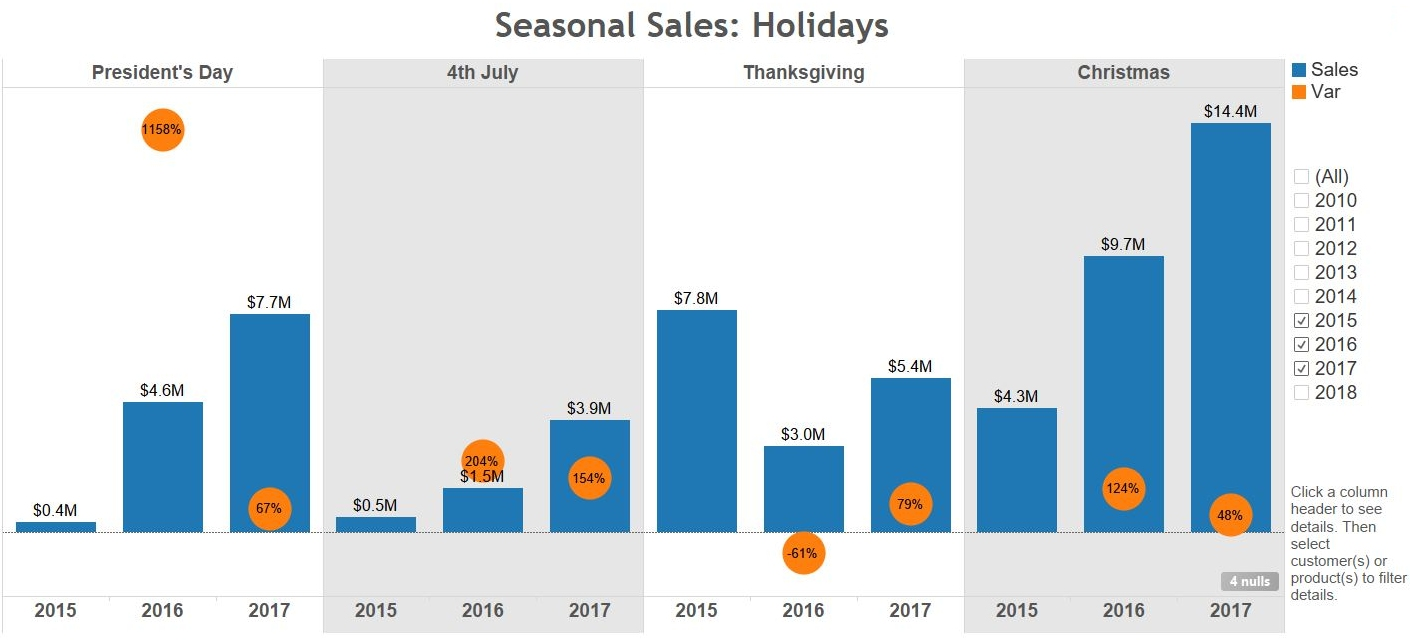 Seasonal Sales: Holidays
President's Day
4th July
Thanksgiving
Christmas
Sales
Var
1158%
$0.4M
$4.6M
$7.7M
67%
204%
$0.5M
$1.5M
$3.9M
154%
$7.8M
$3.0M
-61%
$5.4M
79%
$4.3M
$9.7M
124%
$14.4M
48%
4 nulls
2015
2016
2017
2015
2016
2017
2015
2016
2017
2015
2016
2017
(All)
2010
2011
2012
2013
2014
2015
2016
2017
2018
Click a column
header to see
details. Then
select
customer(s) or
product(s) to filter
details.